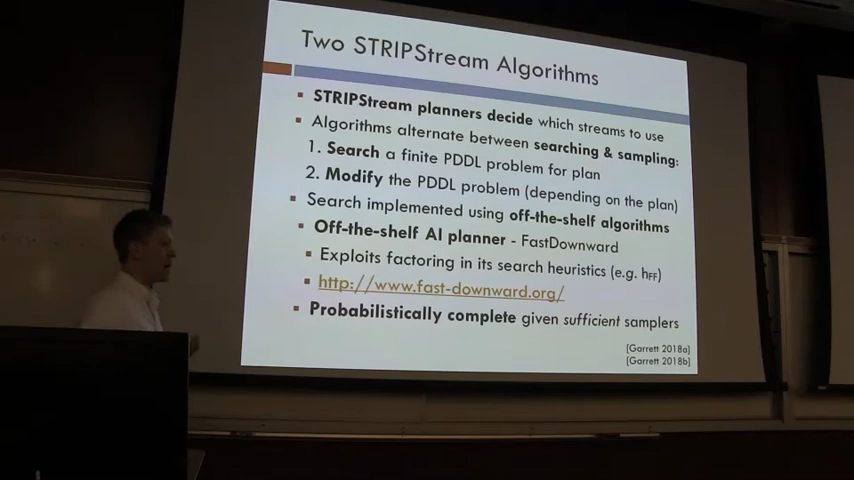 Two STRIPStream Algorithms
STRIPStream planners decide which streams to use
Algorithms alternate between searching & sampling:
1. Search a finite PDDL problem for plan
2. Modify the PDDL problem (depending on the plan)
Search implemented using off-the-shelf algorithms
Off-the-shelf AI planner - FastDownward
Exploits factoring in its search heuristics (e.g. hFF)
http://www.fast-downward.org/
Probabilistically complete given sufficient samplers
[Garrett 2018a]
[Garrett 2018b]